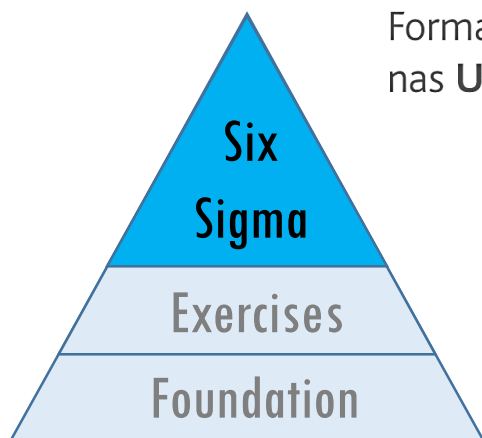 Forma
nas U
Six
Sigma
Exercises
Foundation